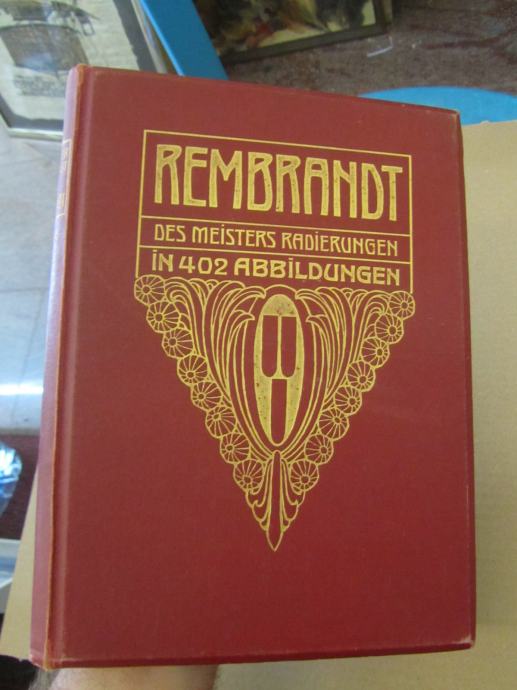 REMBRANDT
DES MEISTERS RADIERUNGEN
IN 402 ABBILDUNGEN